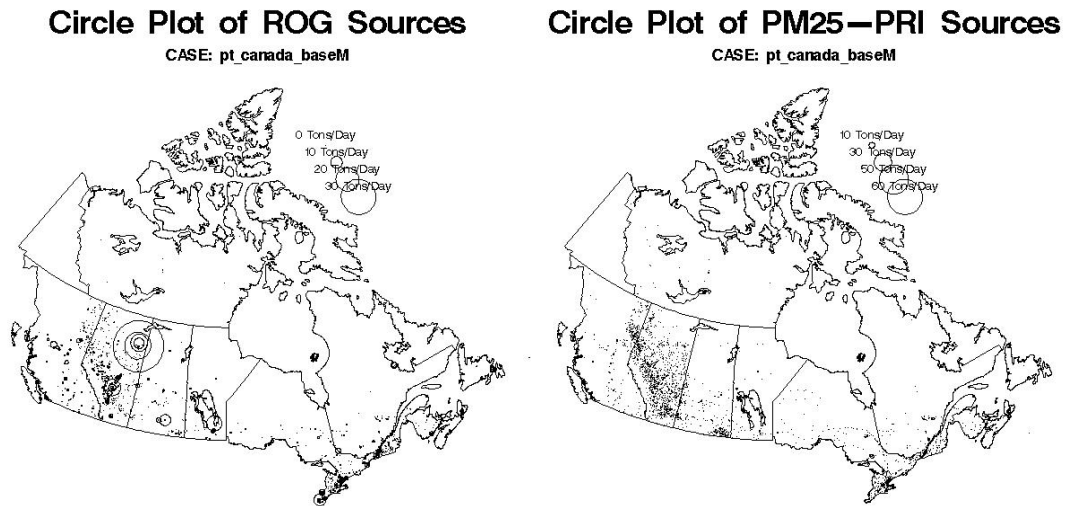 Circle Plot of ROG Sources
CASE: pt_canada_baseM
0 Tons/Day
10 Tons/Day
20 Tons/Day
30 Tons/Day
Circle Plot of PM25—PRI Sources
CASE: pt_canada_baseM
10 Tons/Day
30 Tons/Day
50 Tons/Day
60 Tons/Day